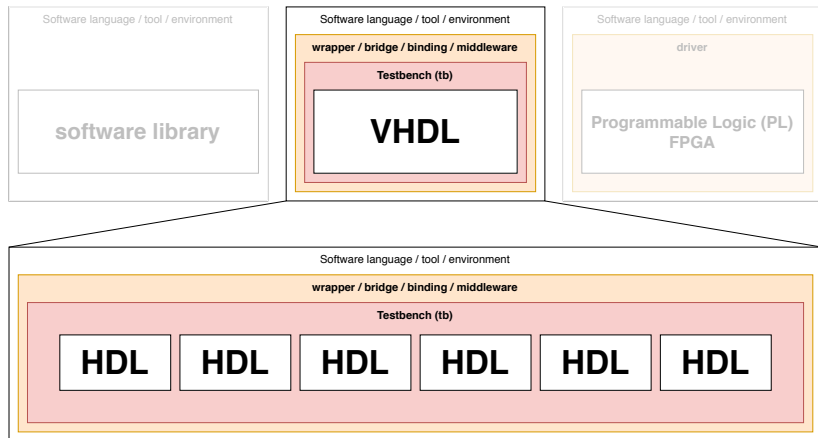 Software language / tool / environment
software library
Software language / tool / environment
wrapper / bridge / binding / middleware
Testbench (tb)
VHDL
Software language / tool / environment
driver
Programmable Logic (PL)
FPGA
Software language / tool / environment
wrapper / bridge / binding / middleware
Testbench (tb)
HDL
HDL
HDL
HDL
HDL
HDL